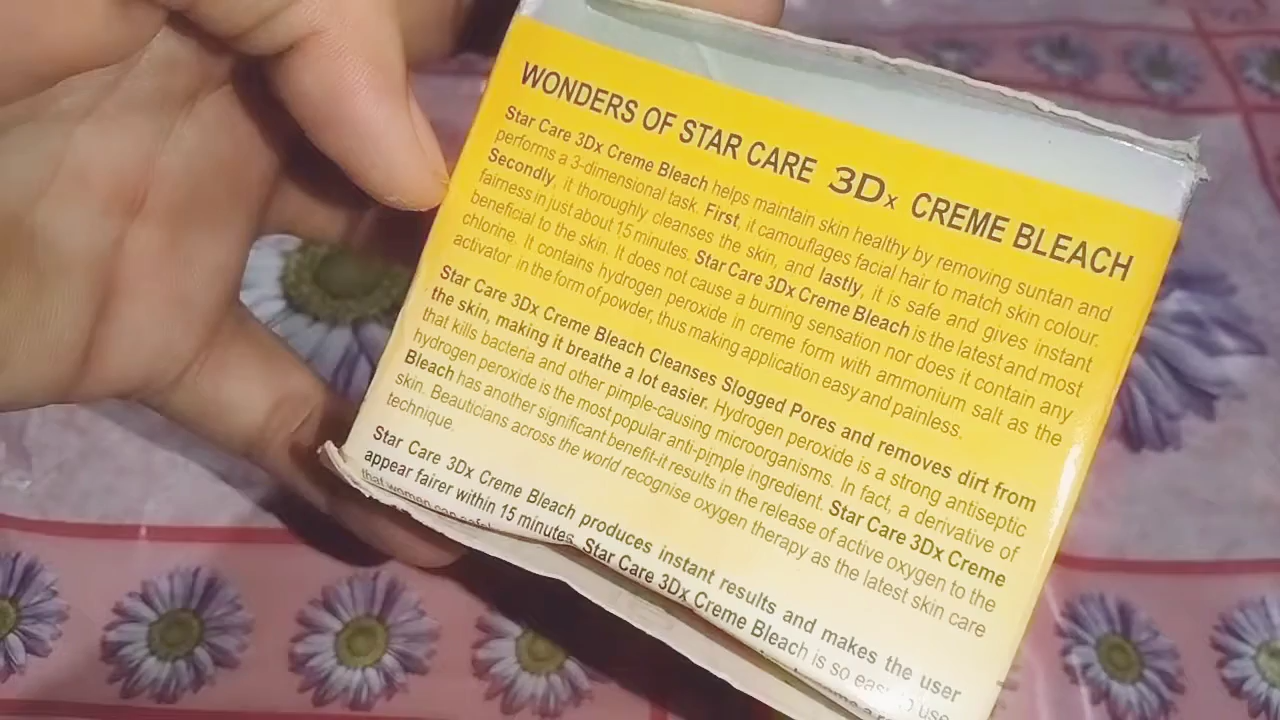 WONDERS OF STAR CARE 3Dx CREME BLEACH
Star Care 3Dx Creme Bleach helps maintain skin healthy by removing suntan and
performs a 3-dimensional task. First, it camouflages facial hair to match skin colour.
Secondly, it thoroughly cleanses the skin, and lastly, it is safe and gives instant
fairness in just about 15 minutes. Star Care 3Dx Creme Bleach is the latest and most
beneficial to the skin. It does not cause a burning sensation nor does it contain any
chlorine. It contains hydrogen peroxide in creme form with ammonium salt as the
activator in the form of powder, thus making application easy and painless.
Star Care 3Dx Creme Bleach Cleanses Slogged Pores and removes dirt from
the skin, making it breathe a lot easier. Hydrogen peroxide is a strong antiseptic
that kills bacteria and other pimple-causing microorganisms. In fact, a derivative of
hydrogen peroxide is the most popular anti-pimple ingredient. Star Care 3Dx Creme
Bleach has another significant benefit-it results in the release of active oxygen to the
skin. Beauticians across the world recognise oxygen therapy as the latest skin care
technique.
Star Care 3Dx Creme Bleach produces instant results and makes the user
appear fairer within 15 minutes. Star Care 3Dx Creme Bleach is so easy to use
that women can